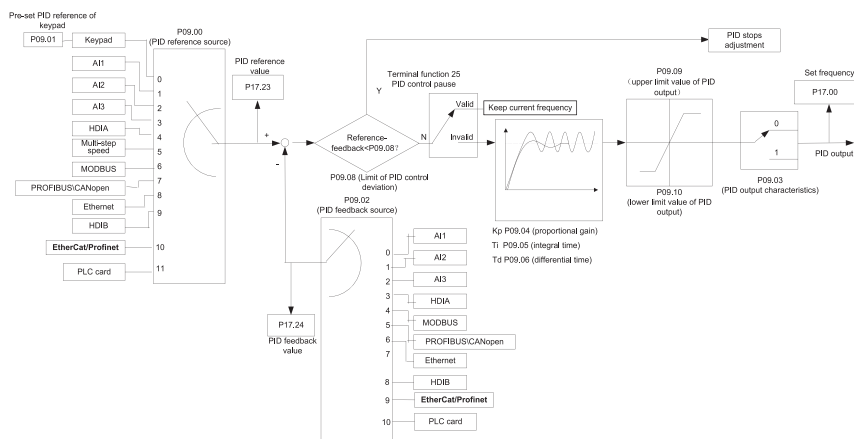 Pre-set PID reference of
keypad
P09.01
Keypad
AI1
AI2
AI3
HDIA
Multi-step
speed
MODBUS
PROFIBUS\CANopen
Ethernet
HDIB
EtherCat/Profinet
PLC card
P09.00
(PID reference source)
0
1
2
3
4
5
6
7
8
9
10
11
PID reference
value
P17.23
+
-
Reference-
feedback<P09.08?
Y
N
P09.08 (Limit of PID control
deviation)
PID stops
adjustment
Terminal function 25
PID control pause
Valid
Invalid
Keep current frequency
Kp P09.04 (proportional gain)
Ti P09.05 (integral time)
Td P09.06 (differential time)
P09.09
(upper limit value of PID
output)
P09.10
(lower limit value of PID
output)
0
1
P09.03
(PID output characteristics)
Set frequency
P17.00
PID output
P09.02
(PID feedback source)
0
1
2
3
4
5
6
7
8
9
10
AI1
AI2
AI3
HDIA
MODBUS
PROFIBUS\CANopen
Ethernet
HDIB
EtherCat/Profinet
PLC card
P17.24
PID feedback
value